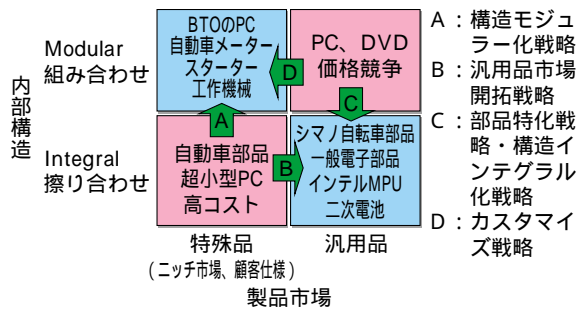 内部構造
Modular
組み合わせ
Integral
擦り合わせ
BTOのPC
自動車メーター
スターター
工作機械
PC、DVD
価格競争
D
C
A
B
自動車部品
超小型PC
高コスト
シマノ自転車部品
一般電子部品
インテルMPU
二次電池
特殊品
(ニッチ市場、顧客仕様)
汎用品
製品市場
A：構造モジュ
ラー化戦略
B：汎用品市場
開拓戦略
C：部品特化戦
略・構造イ
ンテグラル
化戦略
D：カスタマイ
ズ戦略